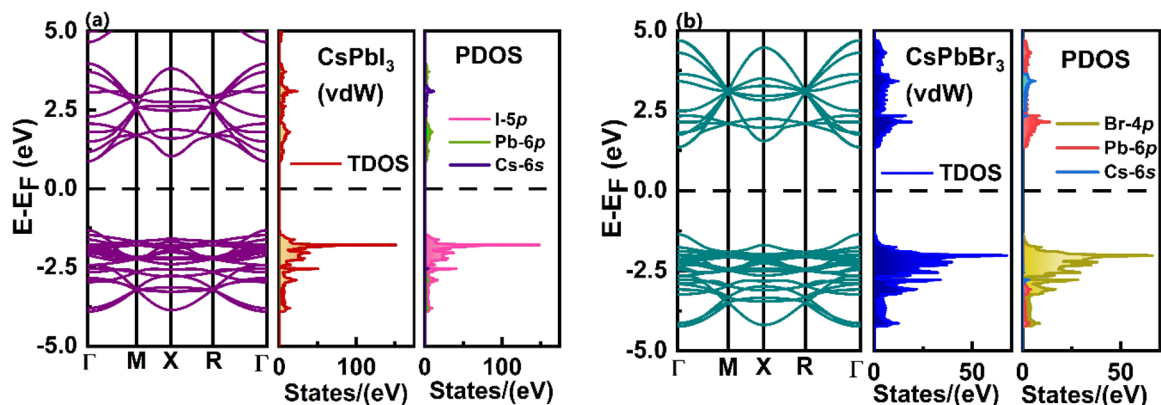 (a)
5.0
2.5
0.0
-2.5
-5.0
E-EF (eV)
Γ M X R Γ
CsPbI3
(vdW)
TDOS
0 100
States/(eV)
PDOS
I-5p
Pb-6p
Cs-6s
0 100
States/(eV)
(b)
5.0
2.5
0.0
-2.5
-5.0
E-EF (eV)
Γ M X R Γ
CsPbBr3
(vdW)
TDOS
0 50
States/(eV)
PDOS
Br-4p
Pb-6p
Cs-6s
0 50
States/(eV)